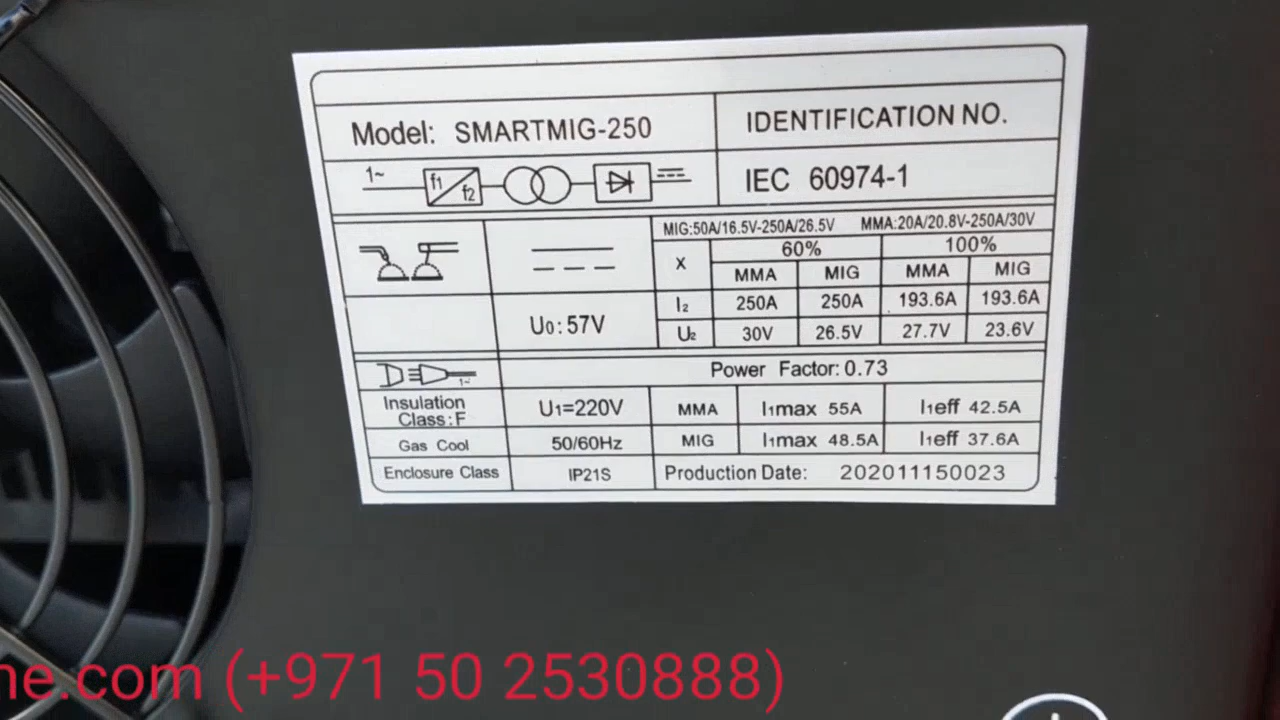 Model: SMARTMIG-250
IDENTIFICATION NO.
1~ f1 f2
IEC 60974-1
MIG:50A/16.5V-250A/26.5V MMA:20A/20.8V-250A/30V
X 60% 100%
MMA MIG MMA MIG
I2 250A 250A 193.6A 193.6A
U0:57V
U2 30V 26.5V 27.7V 23.6V
1~
Power Factor:0.73
Insulation Class:F
U1=220V MMA I1max 55A I1eff 42.5A
Gas Cool 50/60Hz MIG I1max 48.5A I1eff 37.6A
Enclosure Class IP21S Production Date: 202011150023
ne.com (+971 50 2530888)